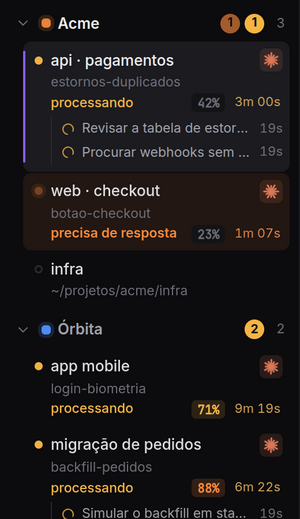 Acme 1 1 3
api · pagamentos
estornos-duplicados
processando 42% 3m 00s
Revisar a tabela de estor... 19s
Procurar webhooks sem ... 19s
web · checkout
botao-checkout
precisa de resposta 23% 1m 07s
infra
~/projetos/acme/infra
Órbita 2 2
app mobile
login-biometria
processando 71% 9m 19s
migração de pedidos
backfill-pedidos
processando 88% 6m 22s
Simular o backfill em sta... 19s